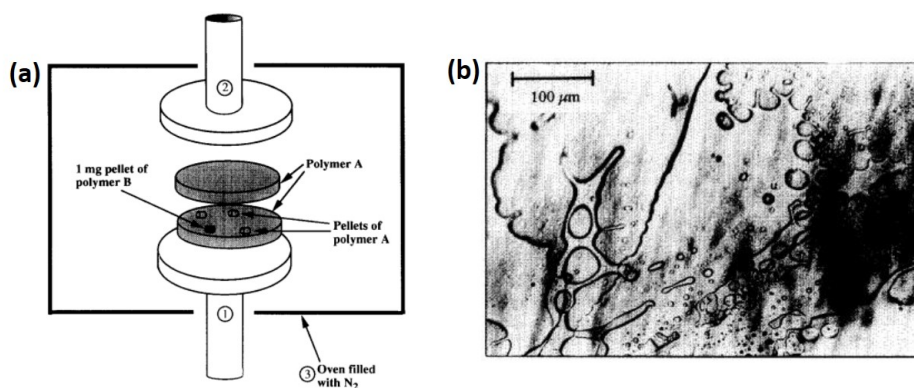 (a)
②
Polymer A
1 mg pellet of
polymer B
Pellets of
polymer A
①
③ Oven filled
with N₂
(b)
100 μm